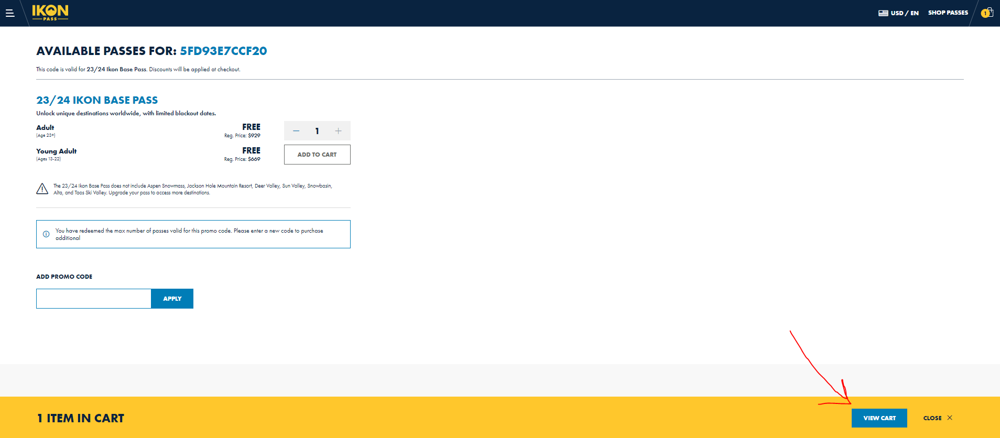 IKON
PASS
USD / EN
SHOP PASSES
1
AVAILABLE PASSES FOR: 5FD93E7CCF20
This code is valid for 23/24 Ikon Base Pass. Discounts will be applied at checkout.
23/24 IKON BASE PASS
Unlock unique destinations worldwide, with limited blackout dates.
Adult
(Age 23+)
FREE
Reg. Price: $929
1
Young Adult
(Ages 13-22)
FREE
Reg. Price: $669
ADD TO CART
The 23/24 Ikon Base Pass does not include Aspen Snowmass, Jackson Hole Mountain Resort, Deer Valley, Sun Valley, Snowbasin,
Alta, and Taos Ski Valley. Upgrade your pass to access more destinations.
You have redeemed the max number of passes valid for this promo code. Please enter a new code to purchase
additional
ADD PROMO CODE
APPLY
1 ITEM IN CART
VIEW CART
CLOSE